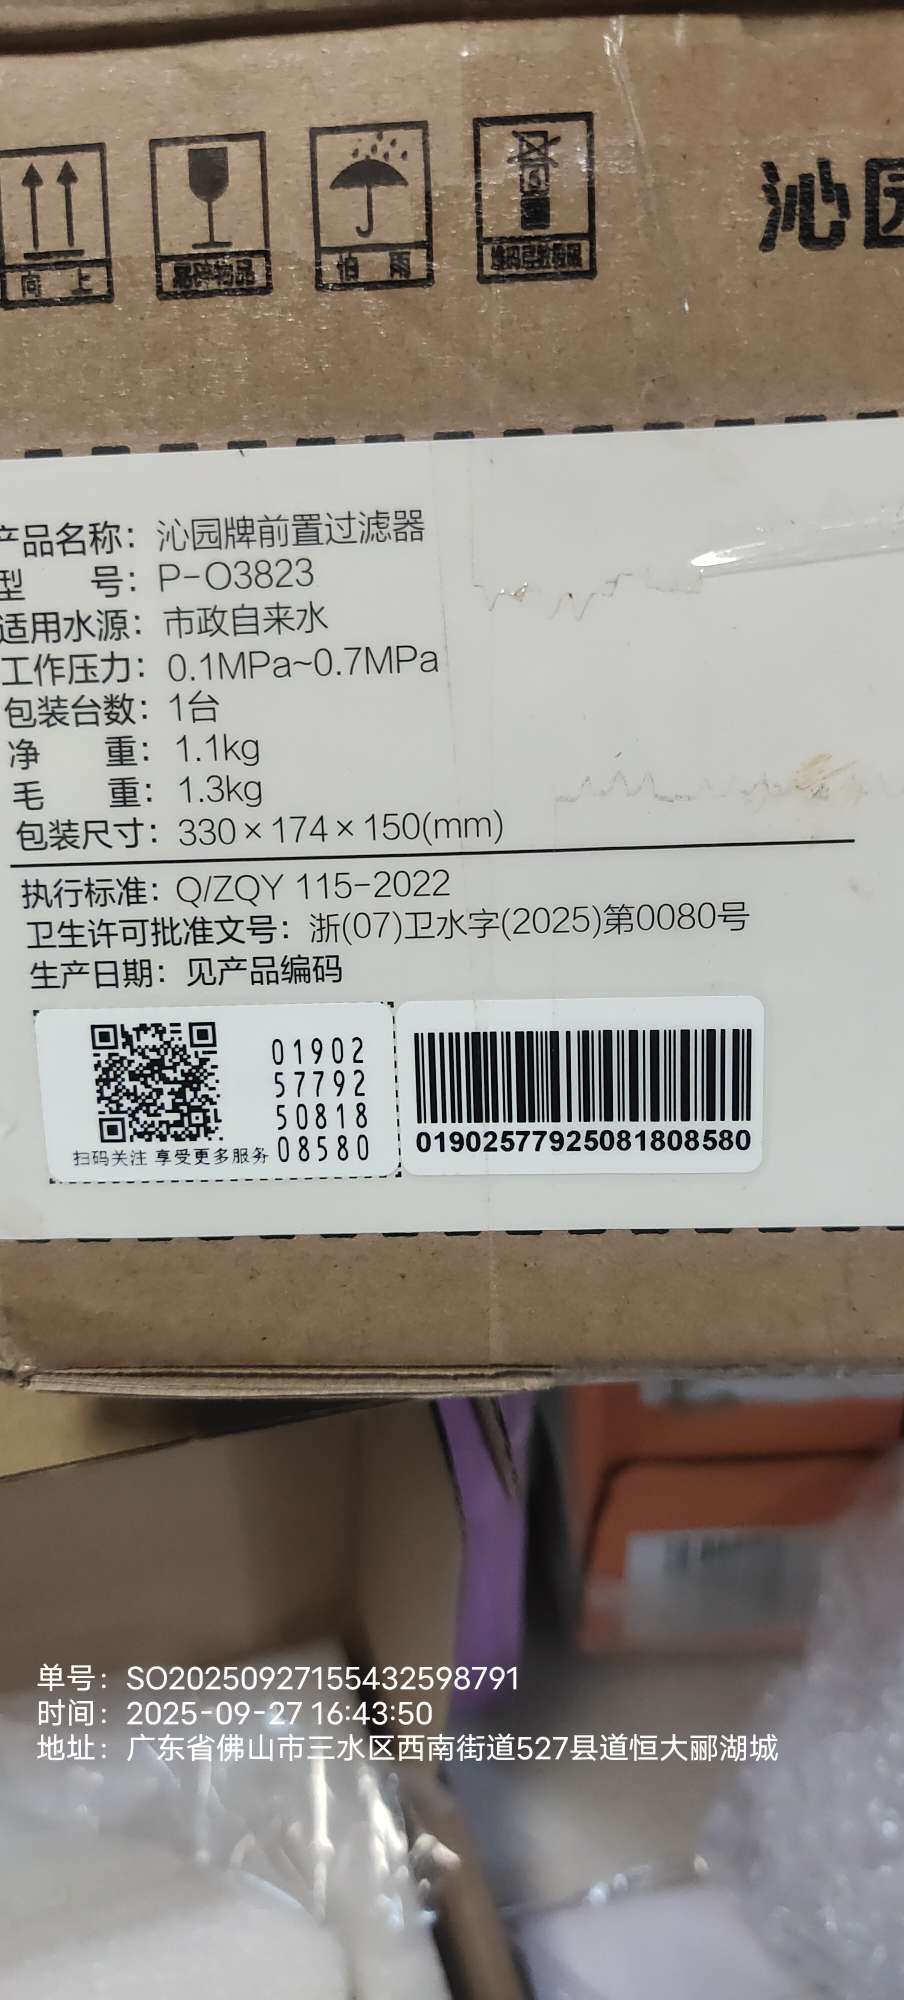 向 上
易碎物品
怕 雨
堆码层数极限
沁园
产品名称：沁园牌前置过滤器
型 号：P-O3823
适用水源：市政自来水
工作压力：0.1MPa~0.7MPa
包装台数：1台
净 重：1.1kg
毛 重：1.3kg
包装尺寸：330×174×150(mm)
执行标准：Q/ZQY 115-2022
卫生许可批准文号：浙(07)卫水字(2025)第0080号
生产日期：见产品编码
01902
57792
50818
08580
扫码关注 享受更多服务
01902577925081808580
单号：SO20250927155432598791
时间：2025-09-27 16:43:50
地址：广东省佛山市三水区西南街道527县道恒大郦湖城